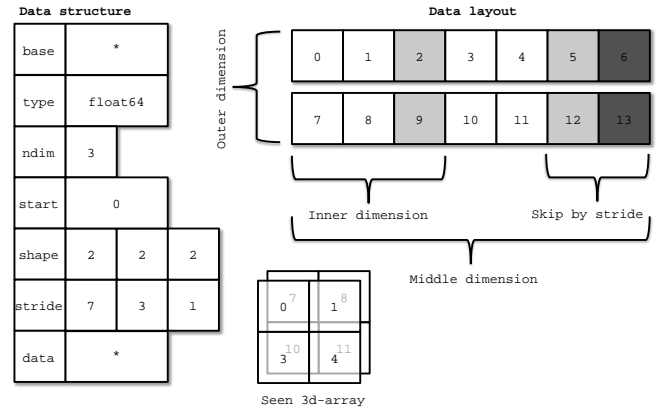 Data structure
base *
type float64
ndim 3
start 0
shape 2 2 2
stride 7 3 1
data *
Data layout
Outer dimension
0 1 2 3 4 5 6
7 8 9 10 11 12 13
Inner dimension
Skip by stride
Middle dimension
0 7 1 8
3 10 4 11
Seen 3d-array